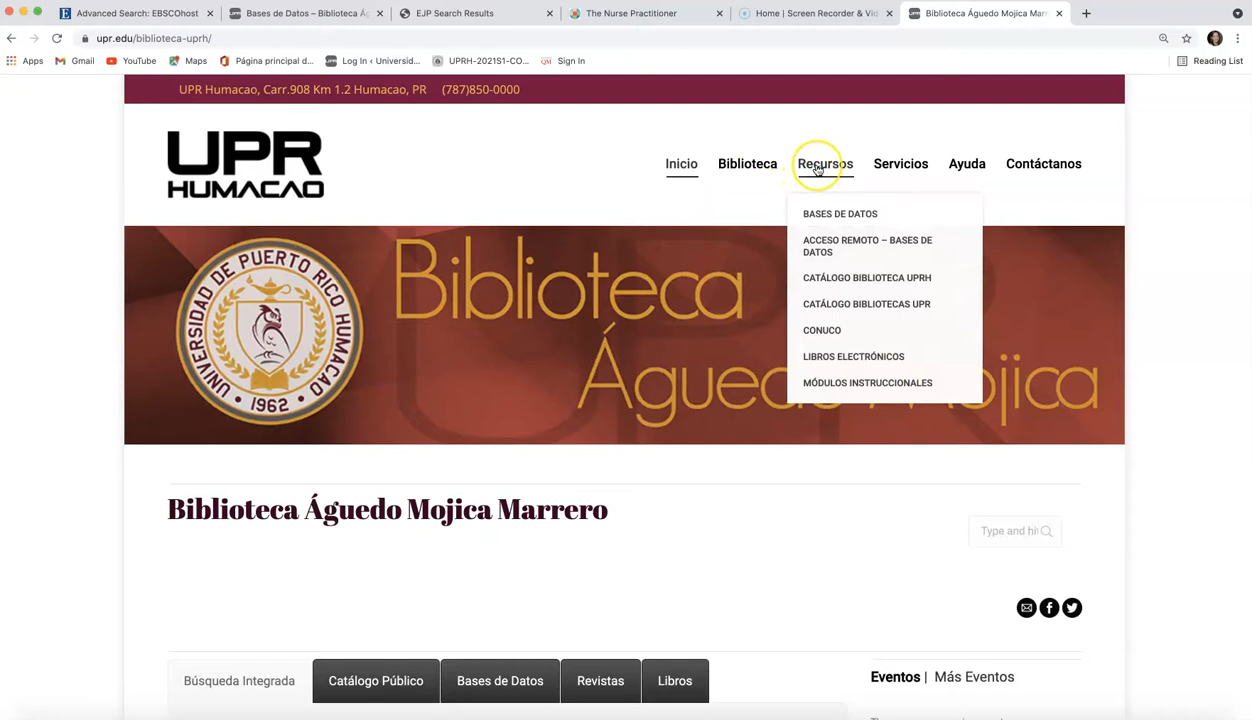 Advanced Search: EBSCOhost
Bases de Datos – Biblioteca Ág
EJP Search Results
The Nurse Practitioner
Home | Screen Recorder & Vid
Biblioteca Águedo Mojica Marr
upr.edu/biblioteca-uprh/
Apps
Gmail
YouTube
Maps
Página principal d...
Log In ‹ Universid...
UPRH-2021S1-CO...
Sign In
Reading List
UPR Humacao, Carr.908 Km 1.2 Humacao, PR (787)850-0000
UPR
HUMACAO
Inicio
Biblioteca
Recursos
Servicios
Ayuda
Contáctanos
BASES DE DATOS
ACCESO REMOTO – BASES DE
DATOS
CATÁLOGO BIBLIOTECA UPRH
CATÁLOGO BIBLIOTECAS UPR
CONUCO
LIBROS ELECTRÓNICOS
MÓDULOS INSTRUCCIONALES
UNIVERSIDAD DE PUERTO RICO HUMACAO
• 1962 •
Biblioteca
Águedo Mojica
Biblioteca Águedo Mojica Marrero
Type and hi
Búsqueda Integrada
Catálogo Público
Bases de Datos
Revistas
Libros
Eventos | Más Eventos